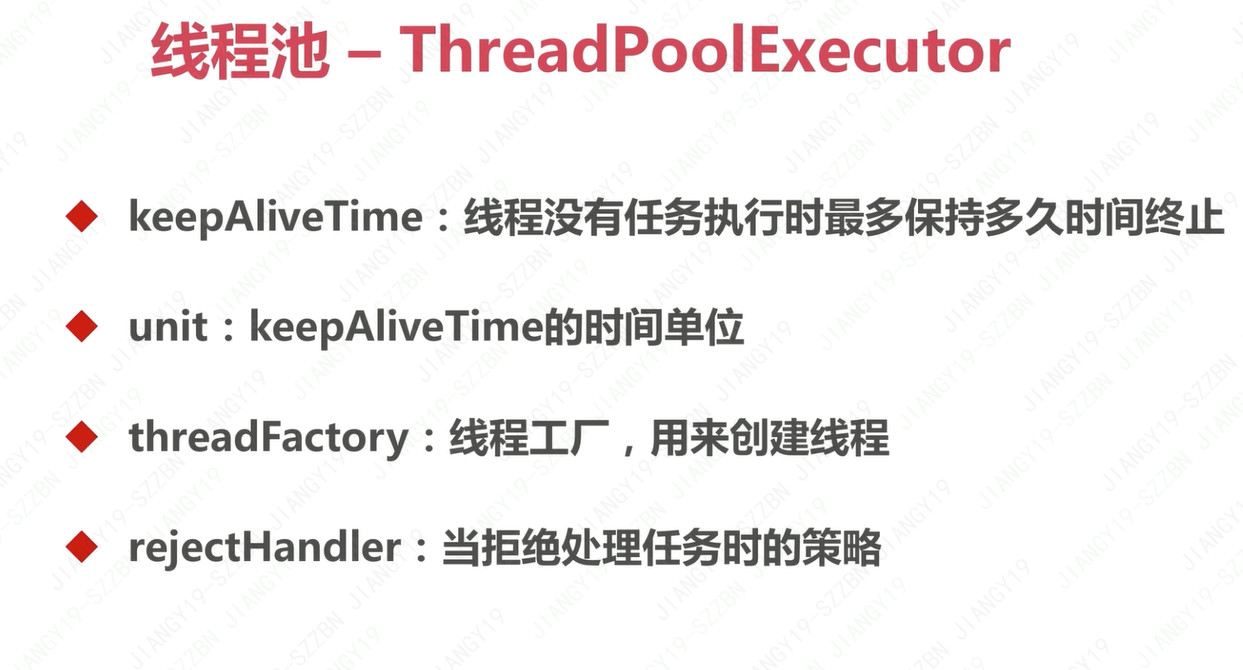 线程池 – ThreadPoolExecutor
keepAliveTime：线程没有任务执行时最多保持多久时间终止
unit：keepAliveTime的时间单位
threadFactory：线程工厂，用来创建线程
rejectHandler：当拒绝处理任务时的策略
JIANGY19-SZZBN